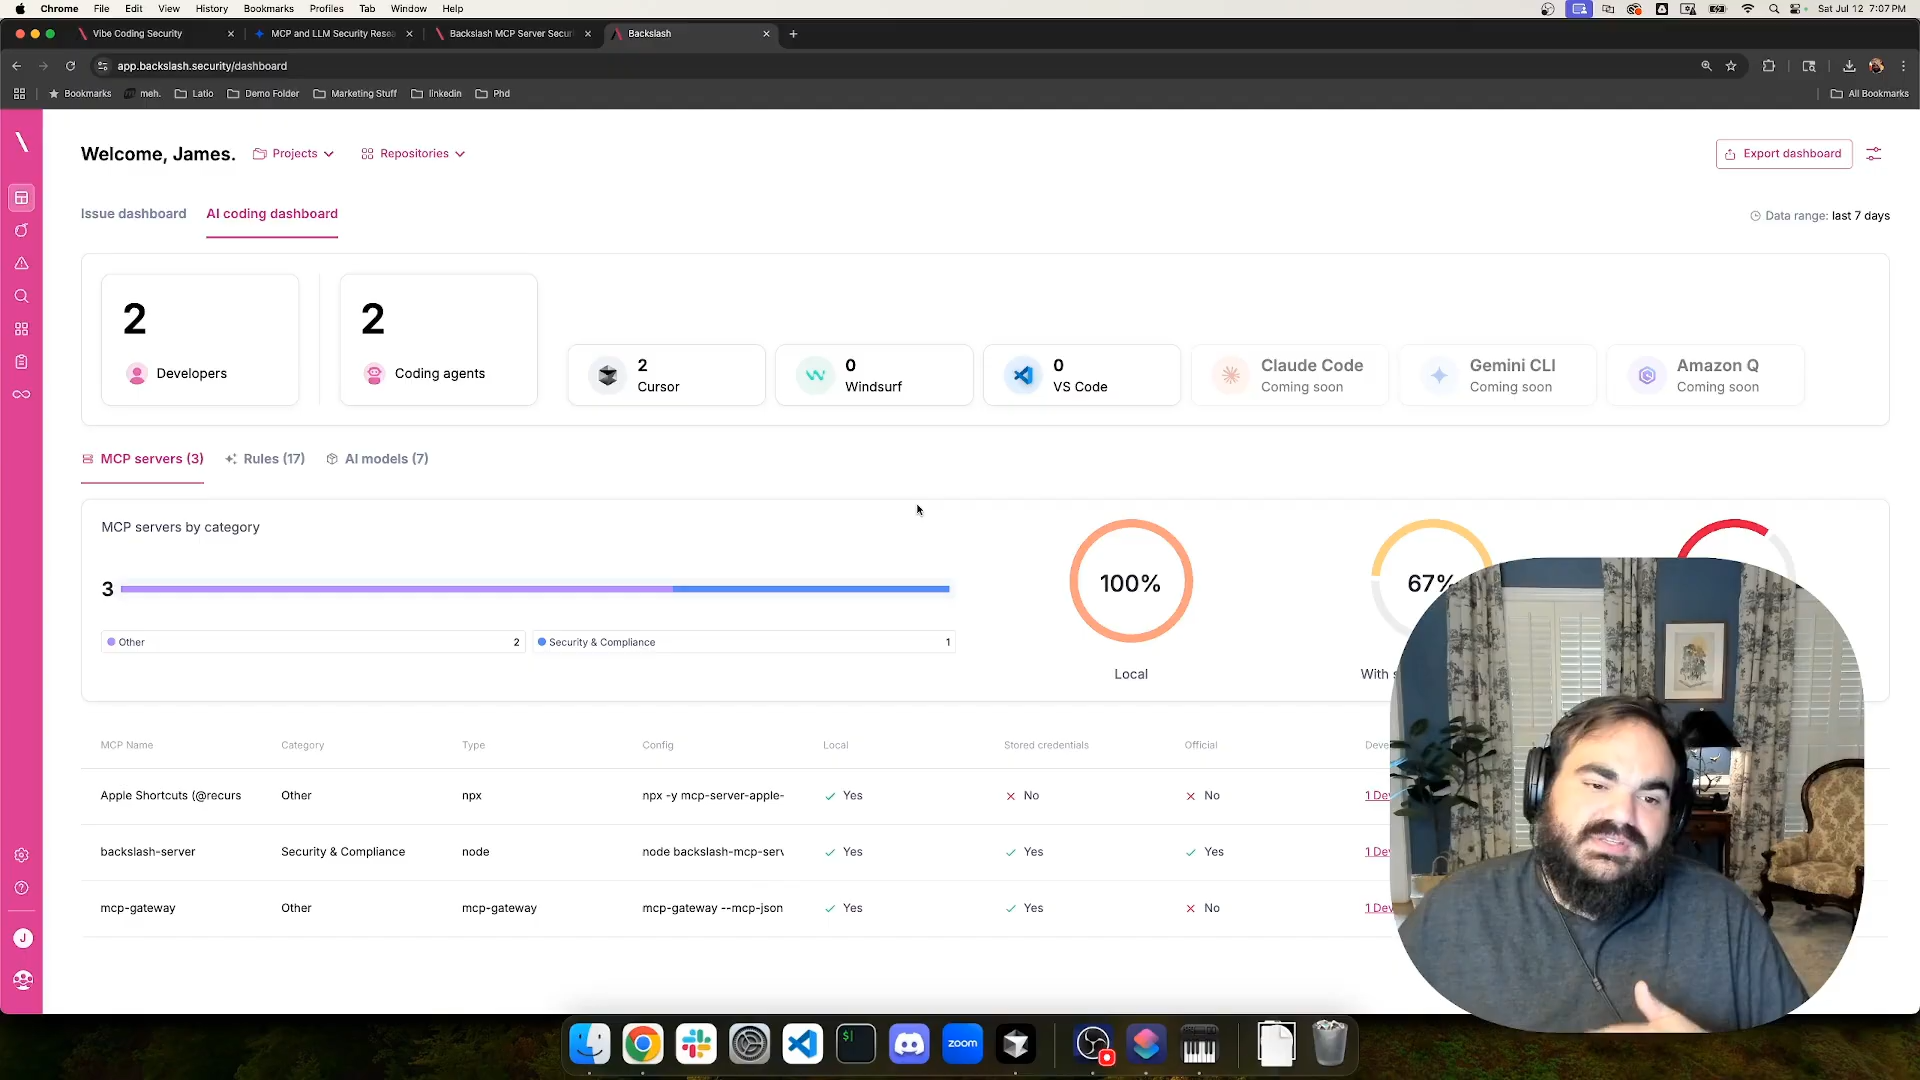 Chrome File Edit View History Bookmarks Profiles Tab Window Help Sat Jul 12 7:07 PM
Vibe Coding Security MCP and LLM Security Resea Backslash MCP Server Secur Backslash
app.backslash.security/dashboard
Bookmarks meh. Latio Demo Folder Marketing Stuff linkedin Phd All Bookmarks
Welcome, James. Projects Repositories Export dashboard
Issue dashboard AI coding dashboard Data range: last 7 days
2
Developers
2
Coding agents
2
Cursor
0
Windsurf
0
VS Code
Claude Code
Coming soon
Gemini CLI
Coming soon
Amazon Q
Coming soon
MCP servers (3) Rules (17) AI models (7)
MCP servers by category
3
Other 2 Security & Compliance 1
100%
Local
67%
With
MCP Name Category Type Config Local Stored credentials Official
Apple Shortcuts (@recurs Other npx npx -y mcp-server-apple- Yes No No 1 Dev
backslash-server Security & Compliance node node backslash-mcp-serv Yes Yes Yes 1 Dev
mcp-gateway Other mcp-gateway mcp-gateway --mcp-json Yes Yes No 1 Dev
J
zoom